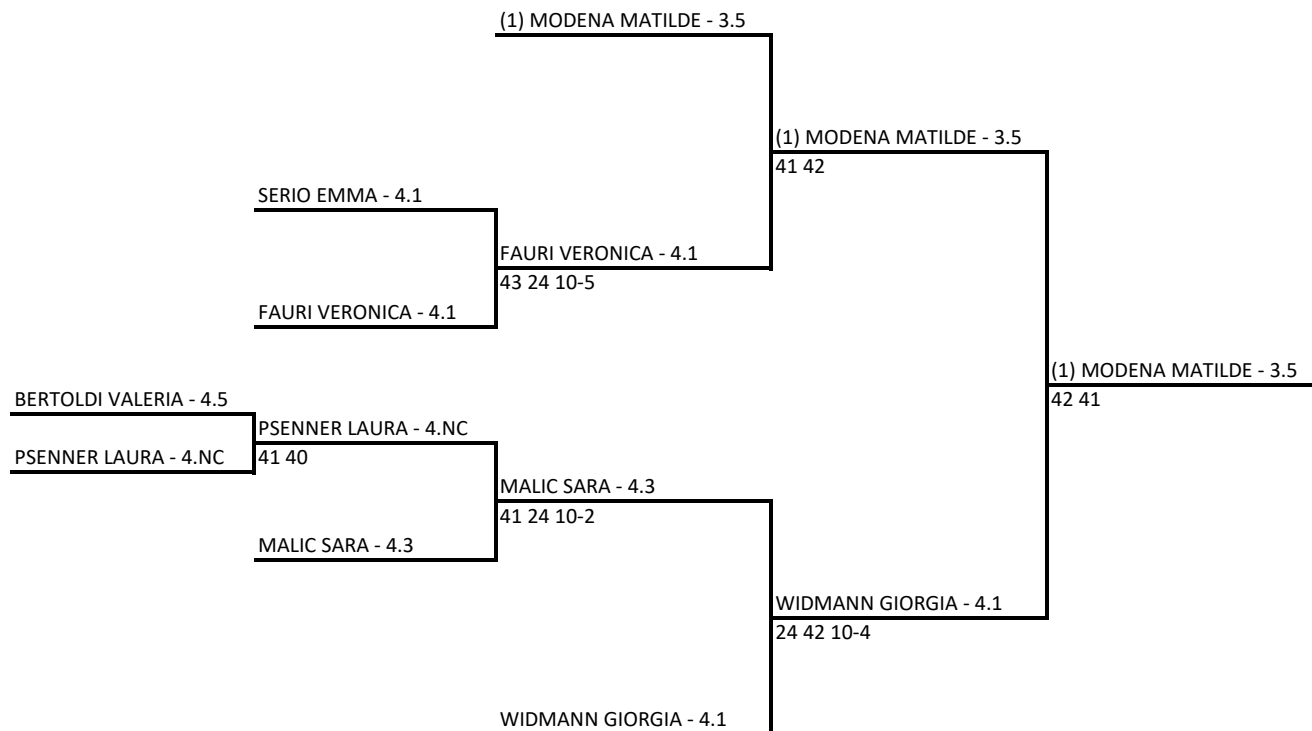 (1) MODENA MATILDE - 3.5
(1) MODENA MATILDE - 3.5
41 42
SERIO EMMA - 4.1
FAURI VERONICA - 4.1
43 24 10-5
FAURI VERONICA - 4.1
(1) MODENA MATILDE - 3.5
42 41
BERTOLDI VALERIA - 4.5
PSENNER LAURA - 4.NC
41 40
PSENNER LAURA - 4.NC
MALIC SARA - 4.3
41 24 10-2
MALIC SARA - 4.3
WIDMANN GIORGIA - 4.1
24 42 10-4
WIDMANN GIORGIA - 4.1